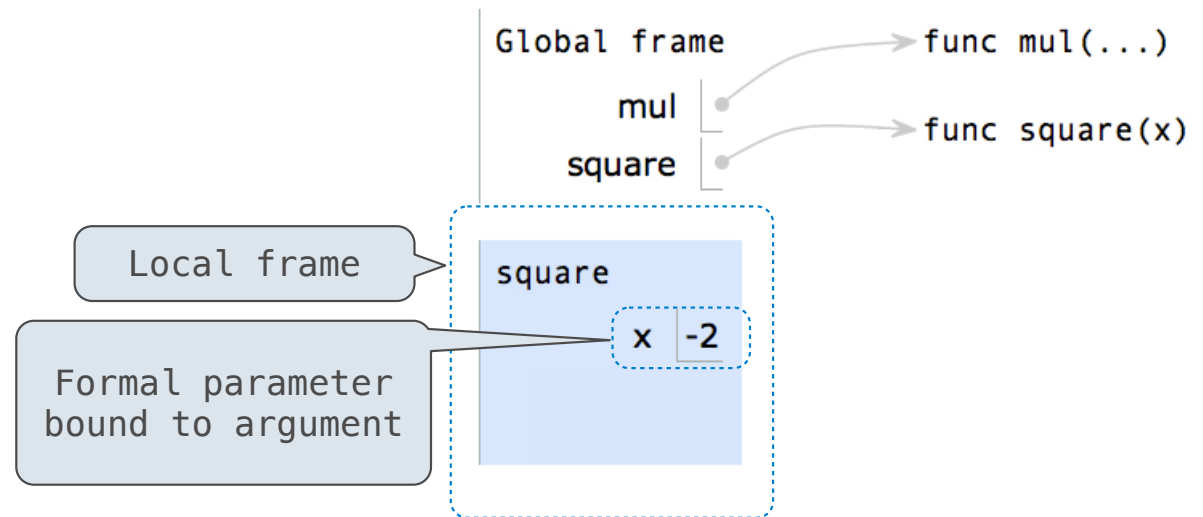 Global frame
func mul(...)
mul
func square(x)
square
Local frame
square
x -2
Formal parameter
bound to argument